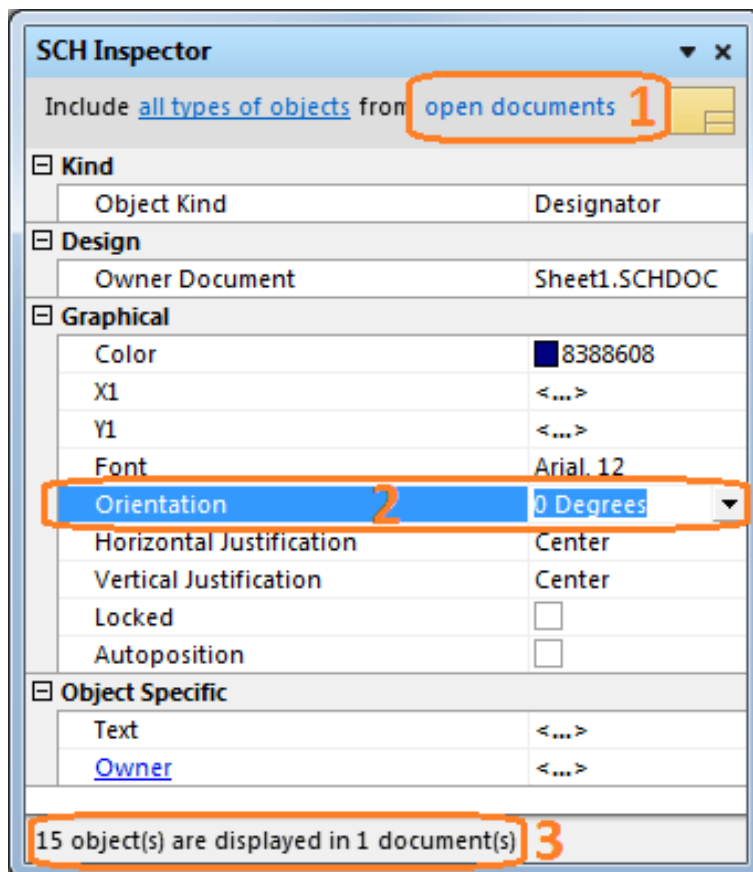 SCH Inspector
Include all types of objects from open documents 1
Kind
Object Kind Designator
Design
Owner Document Sheet1.SCHDOC
Graphical
Color 8388608
X1 <...>
Y1 <...>
Font Arial, 12
Orientation 2 0 Degrees
Horizontal Justification Center
Vertical Justification Center
Locked
Autoposition
Object Specific
Text <...>
Owner <...>
15 object(s) are displayed in 1 document(s) 3